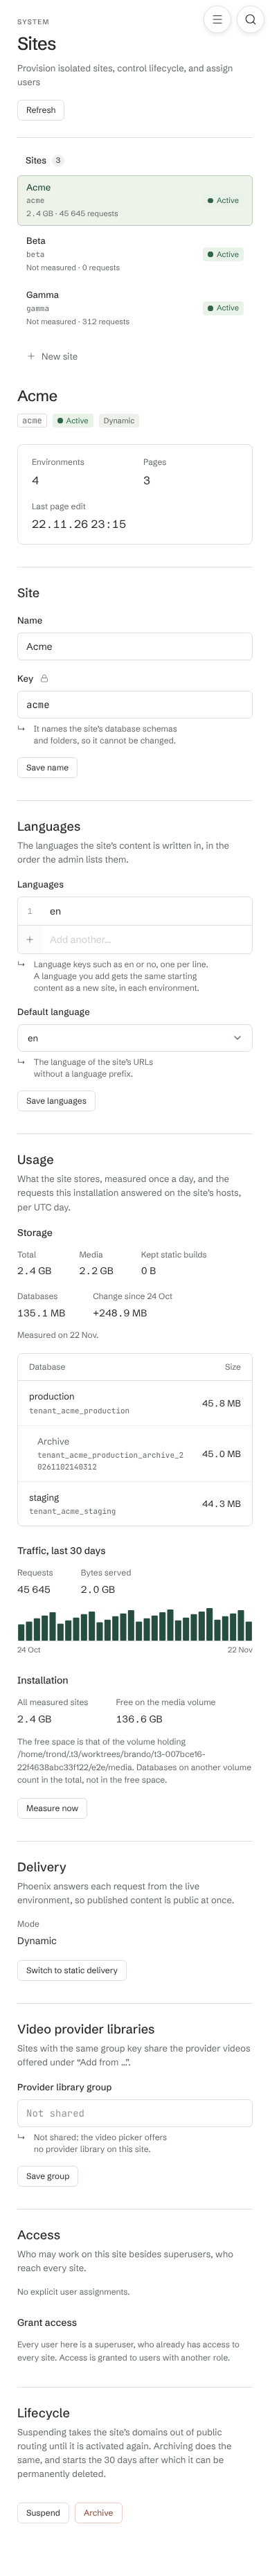 SYSTEM
Sites
Provision isolated sites, control lifecycle, and assign
users
Refresh
Sites 3
Acme
acme
2.4 GB · 45 645 requests
Active
Beta
beta
Not measured · 0 requests
Active
Gamma
gamma
Not measured · 312 requests
Active
+ New site
Acme
acme Active Dynamic
Environments
4
Pages
3
Last page edit
22.11.26 23:15
Site
Name
Acme
Key
acme
It names the site's database schemas
and folders, so it cannot be changed.
Save name
Languages
The languages the site's content is written in, in the
order the admin lists them.
Languages
1 en
+ Add another...
Language keys such as en or no, one per line.
A language you add gets the same starting
content as a new site, in each environment.
Default language
en
The language of the site's URLs
without a language prefix.
Save languages
Usage
What the site stores, measured once a day, and the
requests this installation answered on the site's hosts,
per UTC day.
Storage
Total
2.4 GB
Media
2.2 GB
Kept static builds
0 B
Databases
135.1 MB
Change since 24 Oct
+248.9 MB
Measured on 22 Nov.
Database Size
production
tenant_acme_production
45.8 MB
Archive
tenant_acme_production_archive_2
0261102140312
45.0 MB
staging
tenant_acme_staging
44.3 MB
Traffic, last 30 days
Requests
45 645
Bytes served
2.0 GB
24 Oct 22 Nov
Installation
All measured sites
2.4 GB
Free on the media volume
136.6 GB
The free space is that of the volume holding
/home/trond/.t3/worktrees/brando/t3-007bce16-
22f4638abc33f122/e2e/media. Databases on another volume
count in the total, not in the free space.
Measure now
Delivery
Phoenix answers each request from the live
environment, so published content is public at once.
Mode
Dynamic
Switch to static delivery
Video provider libraries
Sites with the same group key share the provider videos
offered under “Add from …”.
Provider library group
Not shared
Not shared: the video picker offers
no provider library on this site.
Save group
Access
Who may work on this site besides superusers, who
reach every site.
No explicit user assignments.
Grant access
Every user here is a superuser, who already has access to
every site. Access is granted to users with another role.
Lifecycle
Suspending takes the site's domains out of public
routing until it is activated again. Archiving does the
same, and starts the 30 days after which it can be
permanently deleted.
Suspend
Archive